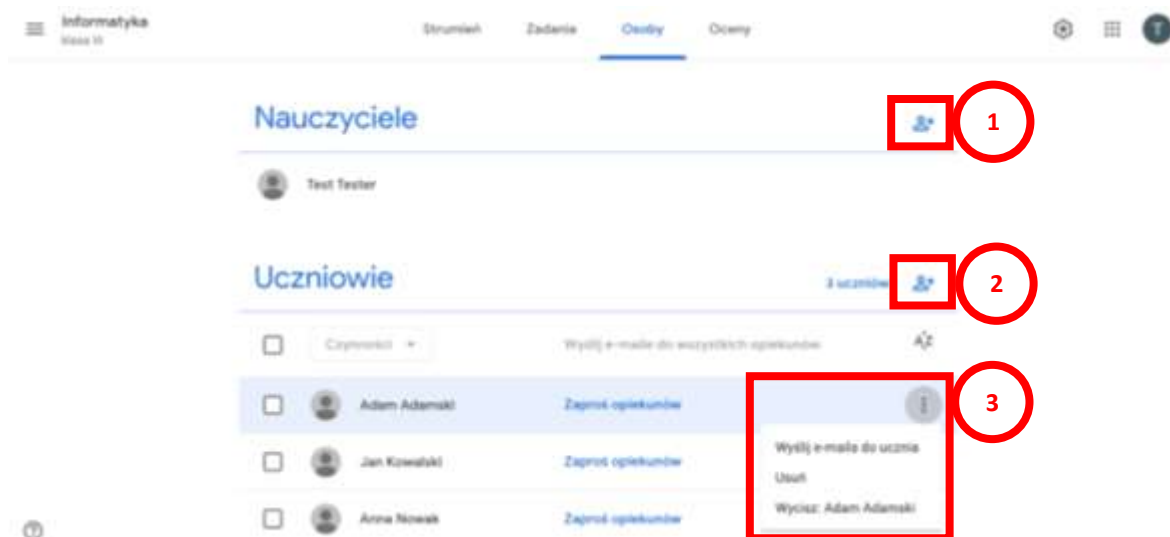 Informatyka
klasa VI
Strumień Zadania Osoby Oceny
T
Nauczyciele
1
Test Tester
Uczniowie
3 uczniów
2
Czynności
Wyślij e-maile do wszystkich opiekunów
AZ
Adam Adamski
Zaproś opiekunów
3
Wyślij e-maila do ucznia
Jan Kowalski
Zaproś opiekunów
Usuń
Wycisz: Adam Adamski
Anna Nowak
Zaproś opiekunów